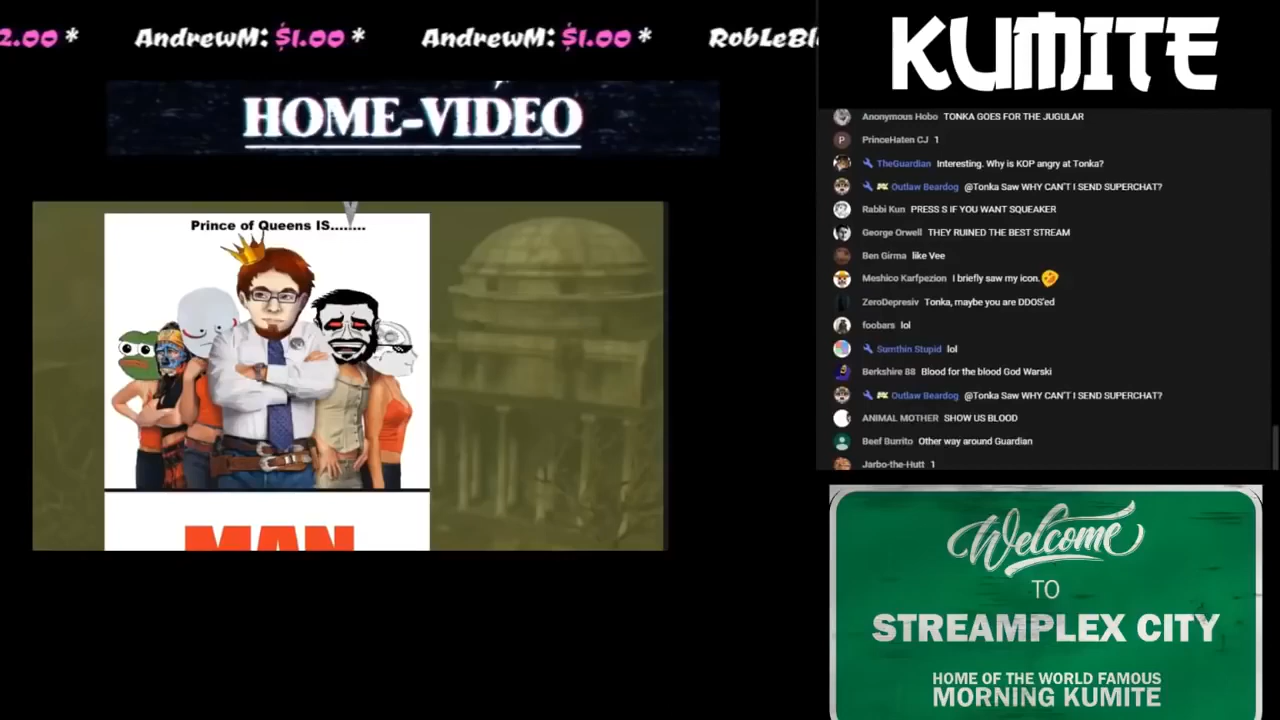 2.00 * AndrewM: $1.00 * AndrewM: $1.00 * RobLeBl
HOME-VIDEO
Prince of Queens IS........
MAN
KUMITE
Anonymous Hobo TONKA GOES FOR THE JUGULAR
P PrinceHaten CJ 1
TheGuardian Interesting. Why is KOP angry at Tonka?
Outlaw Beardog @Tonka Saw WHY CAN'T I SEND SUPERCHAT?
Rabbi Kun PRESS S IF YOU WANT SQUEAKER
George Orwell THEY RUINED THE BEST STREAM
Ben Girma like Vee
Meshico Karfpezion I briefly saw my icon.
ZeroDepresiv Tonka, maybe you are DDOS'ed
foobars lol
Sumthin Stupid lol
Berkshire 88 Blood for the blood God Warski
Outlaw Beardog @Tonka Saw WHY CAN'T I SEND SUPERCHAT?
ANIMAL MOTHER SHOW US BLOOD
Beef Burrito Other way around Guardian
Jarbo-the-Hutt 1
Welcome
TO
STREAMPLEX CITY
HOME OF THE WORLD FAMOUS
MORNING KUMITE